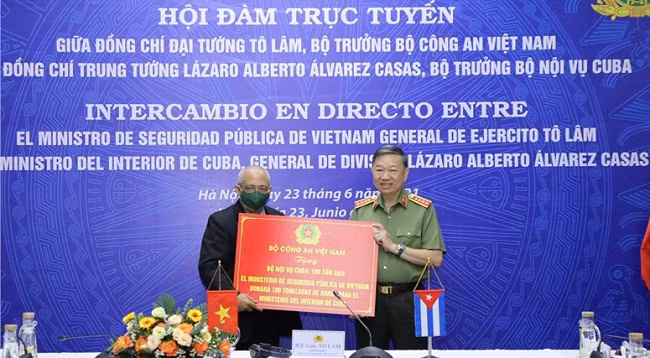 HỘI ĐÀM TRỰC TUYẾN
GIỮA ĐỒNG CHÍ ĐẠI TƯỚNG TÔ LÂM, BỘ TRƯỞNG BỘ CÔNG AN VIỆT NAM
ĐỒNG CHÍ TRUNG TƯỚNG LÁZARO ALBERTO ÁLVAREZ CASAS, BỘ TRƯỞNG BỘ NỘI VỤ CUBA
INTERCAMBIO EN DIRECTO ENTRE
EL MINISTRO DE SEGURIDAD PÚBLICA DE VIETNAM GENERAL DE EJERCITO TÔ LÂM
MINISTRO DEL INTERIOR DE CUBA, GENERAL DE DIVISIÓN LÁZARO ALBERTO ÁLVAREZ CASAS
Hà Nội, ngày 23 tháng 6 năm
23, Junio
BỘ CÔNG AN VIỆT NAM
Tặng
BỘ NỘI VỤ CUBA 100 TẤN GẠO
EL MINISTERIO DE SEGURIDAD PÚBLICA DE VIETNAM
DONARÁ 100 TONELADAS DE ARROZ PARA EL
MINISTERIO DEL INTERIOR DE CUBA
H.E. Gen. TO LAM